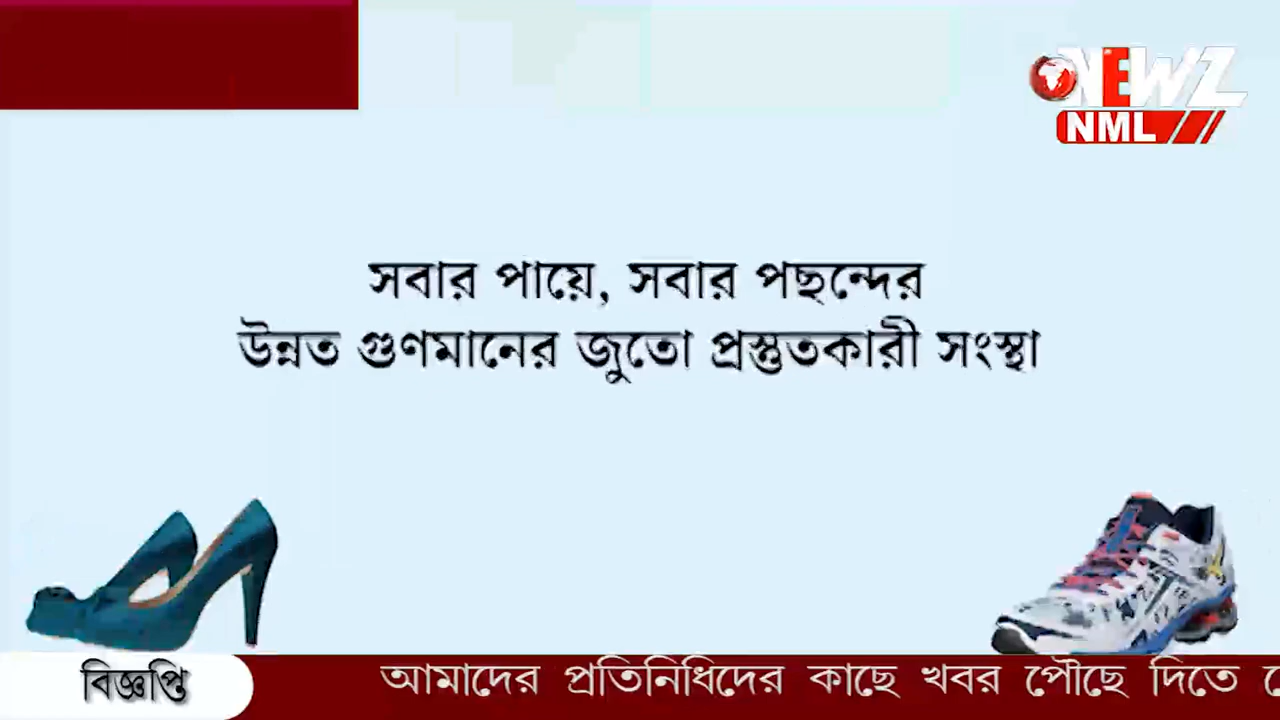 NEWZ
NML
সবার পায়ে, সবার পছন্দের
উন্নত গুণমানের জুতো প্রস্তুতকারী সংস্থা
বিজ্ঞপ্তি
আমাদের প্রতিনিধিদের কাছে খবর পৌছে দিতে